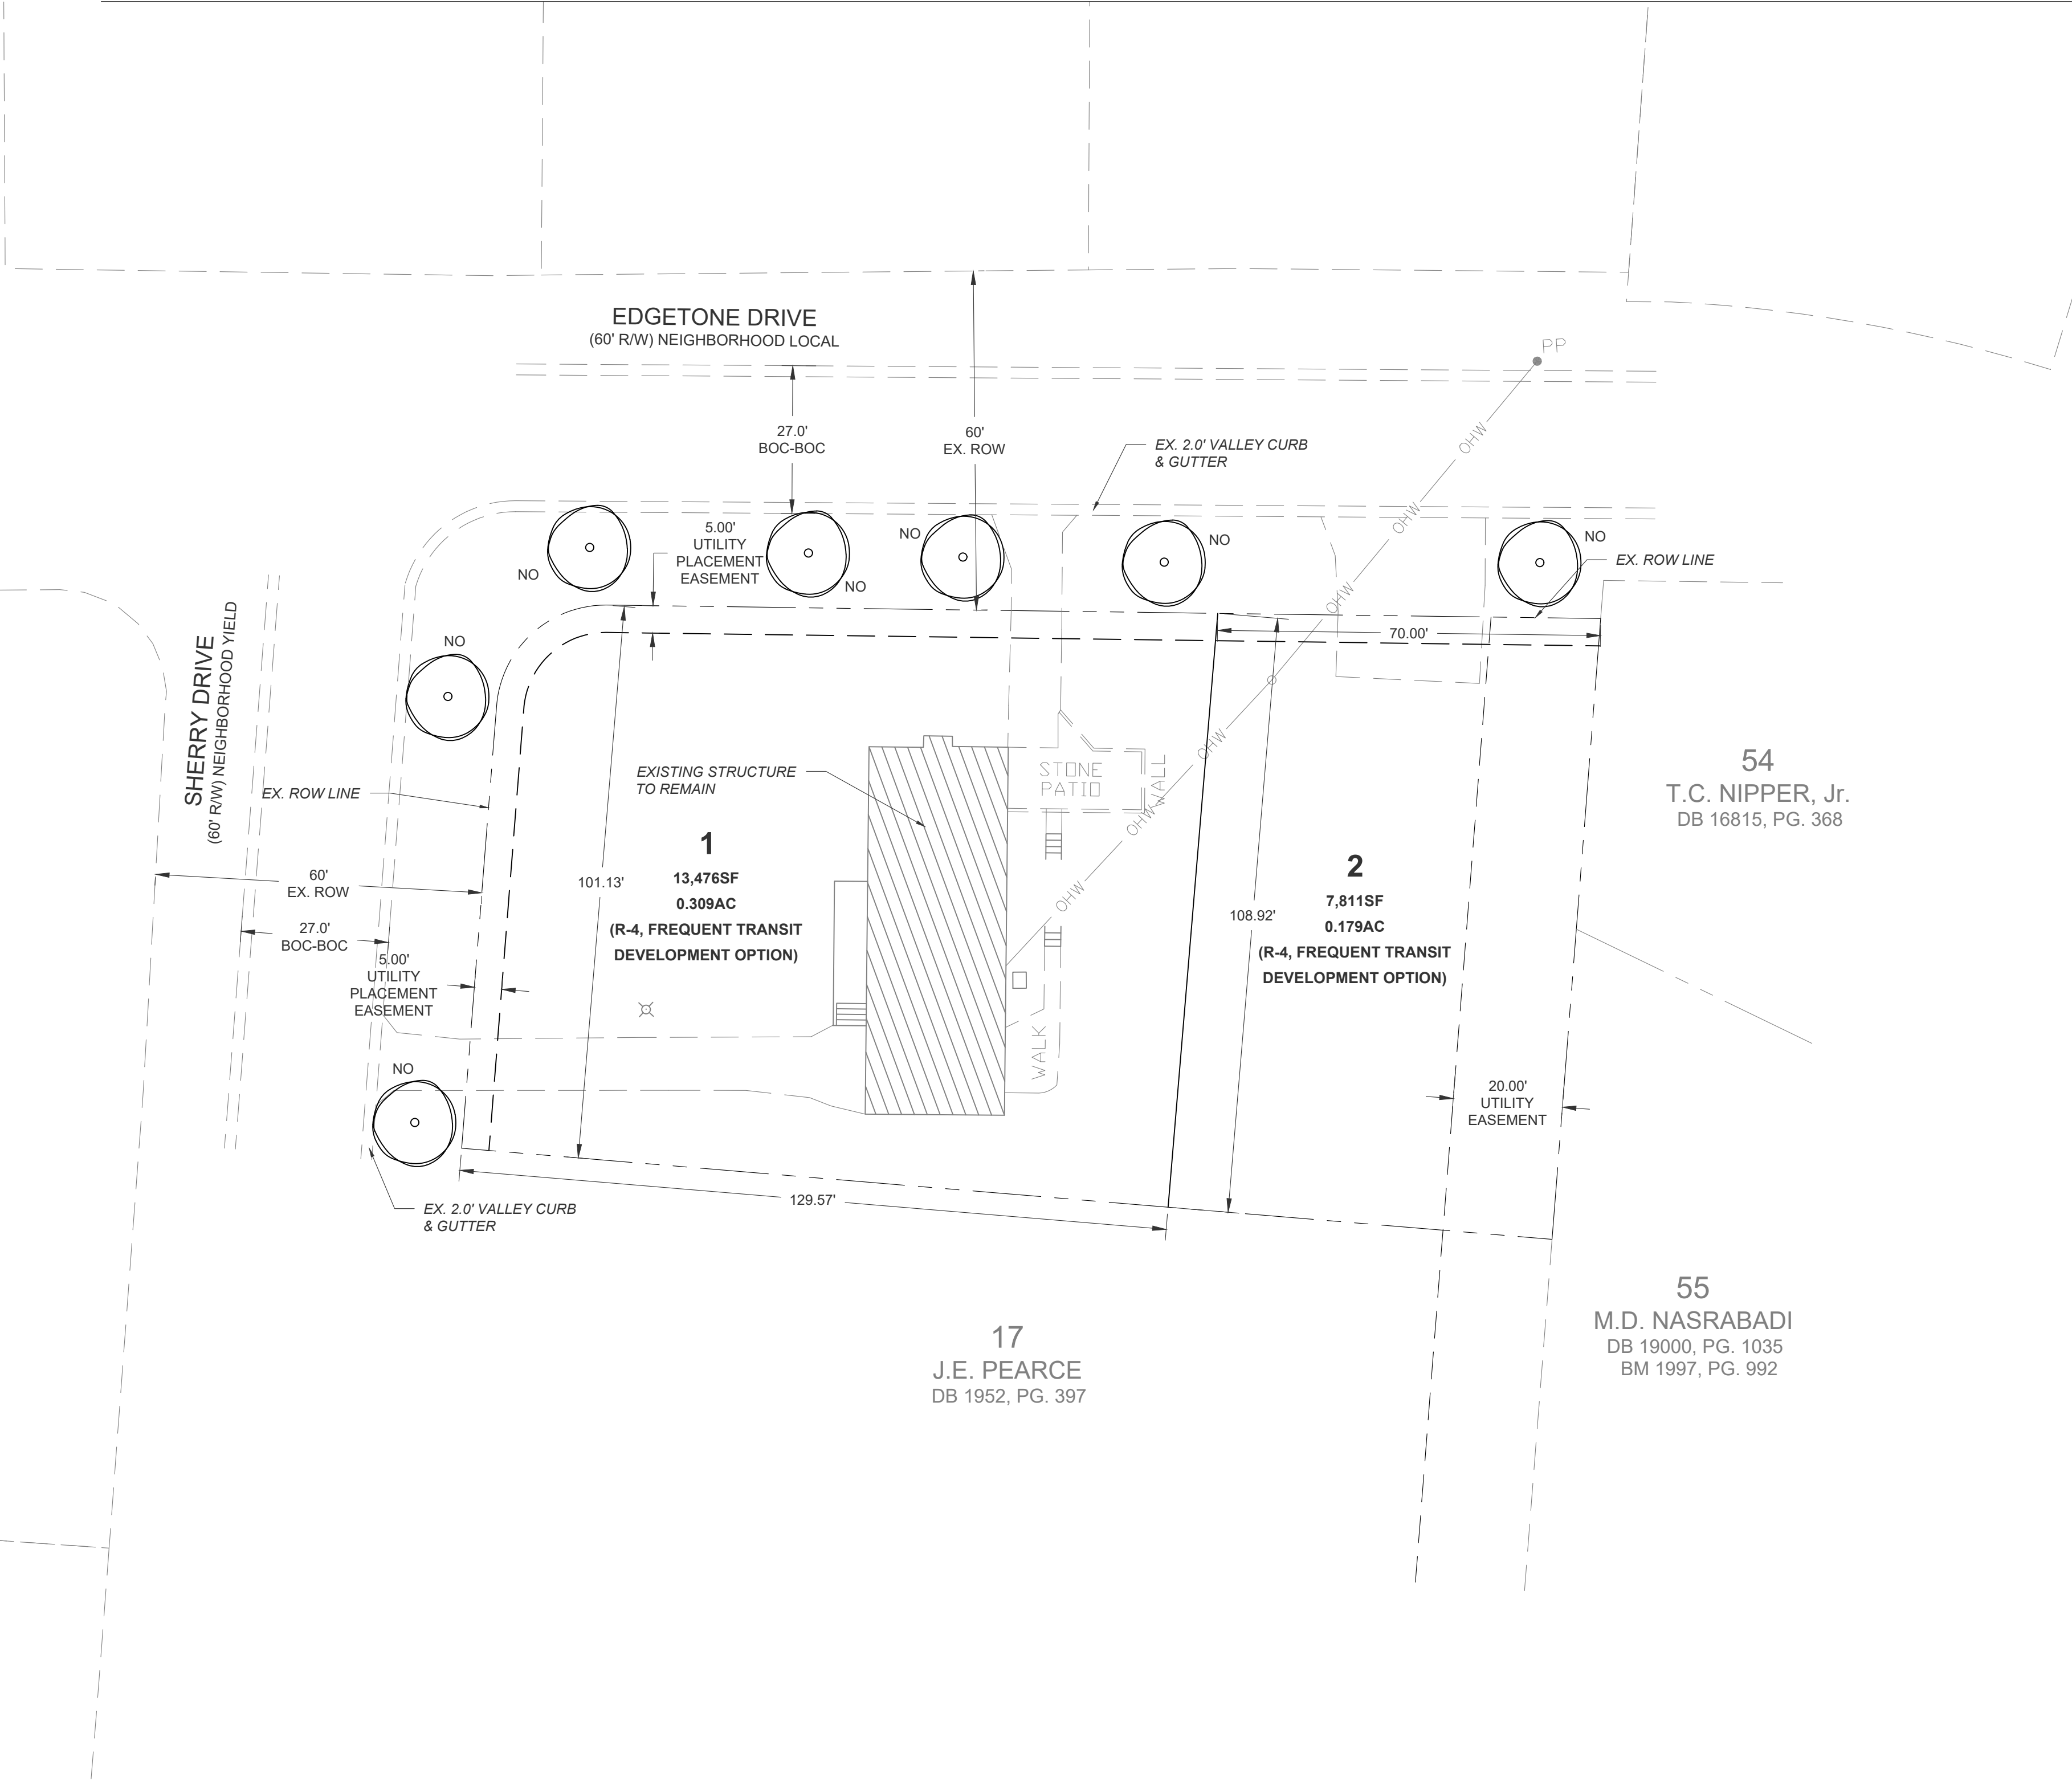 EDGETONE DRIVE
(60' R/W) NEIGHBORHOOD LOCAL
PP
OHW
27.0'
BOC-BOC
60'
EX. ROW
EX. 2.0' VALLEY CURB
& GUTTER
OHW
5.00'
UTILITY
PLACEMENT
EASEMENT
NO
NO
NO
NO
NO
EX. ROW LINE
OHW
70.00'
NO
SHERRY DRIVE
(60' R/W) NEIGHBORHOOD YIELD
EX. ROW LINE
EXISTING STRUCTURE
TO REMAIN
STONE
PATIO
WALL
OHW
OHW
OHW
54
T.C. NIPPER, Jr.
DB 16815, PG. 368
1
13,476SF
0.309AC
(R-4, FREQUENT TRANSIT
DEVELOPMENT OPTION)
101.13'
2
7,811SF
0.179AC
(R-4, FREQUENT TRANSIT
DEVELOPMENT OPTION)
108.92'
60'
EX. ROW
27.0'
BOC-BOC
5.00'
UTILITY
PLACEMENT
EASEMENT
WALK
NO
20.00'
UTILITY
EASEMENT
129.57'
EX. 2.0' VALLEY CURB
& GUTTER
17
J.E. PEARCE
DB 1952, PG. 397
55
M.D. NASRABADI
DB 19000, PG. 1035
BM 1997, PG. 992